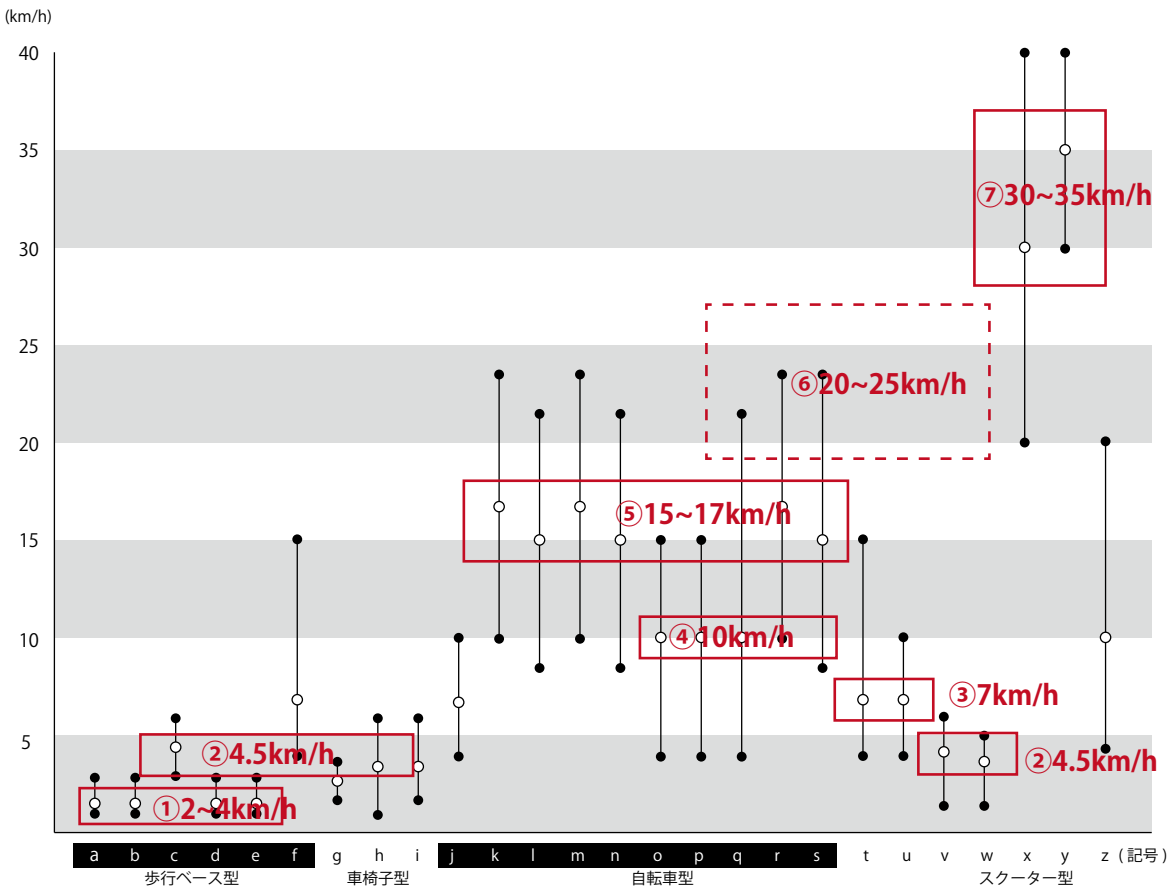 (km/h)
40
35
⑦30~35km/h
30
25
⑥20~25km/h
20
⑤15~17km/h
15
10
④10km/h
③7km/h
5
②4.5km/h
②4.5km/h
①2~4km/h
a b c d e f g h i j k l m n o p q r s t u v w x y z (記号)
歩行ベース型 車椅子型 自転車型 スクーター型